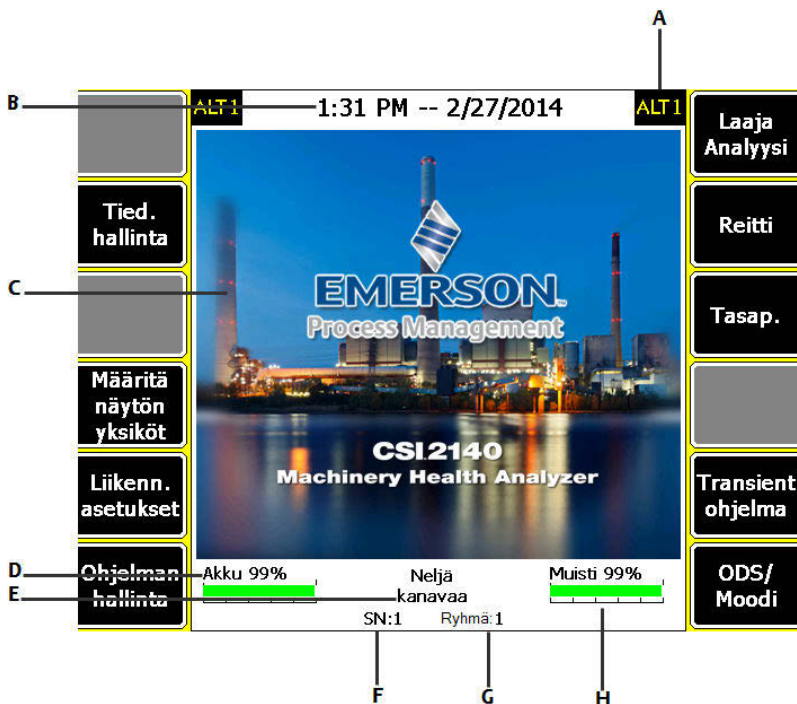 A
B
ALT1
1:31 PM -- 2/27/2014
ALT1
Laaja
Analyysi
Tied.
hallinta
Reitti
C
EMERSON™
Process Management
Tasap.
Määritä
näytön
yksiköt
CSI 2140
Machinery Health Analyzer
Liikenn.
asetukset
Transient
ohjelma
D
E
Ohjelman
hallinta
Akku 99%
Neljä
kanavaa
Muisti 99%
SN:1
Ryhmä:1
ODS/
Moodi
F
G
H